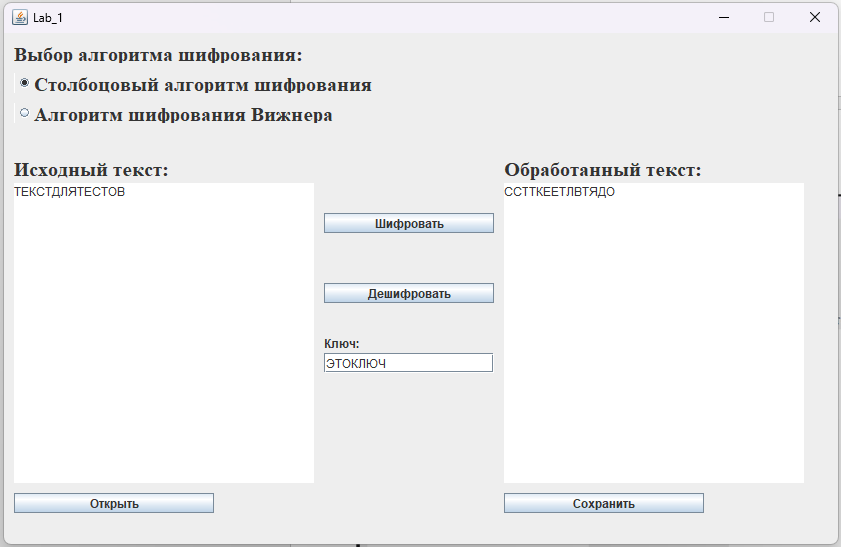 Lab_1
Выбор алгоритма шифрования:
Столбцовый алгоритм шифрования
Алгоритм шифрования Вижнера
Исходный текст:
Обработанный текст:
ТЕКСТДЛЯТЕСТОВ
ССТТКЕЕТЛВТЯДО
Шифровать
Дешифровать
Ключ:
ЭТОКЛЮЧ
Открыть
Сохранить